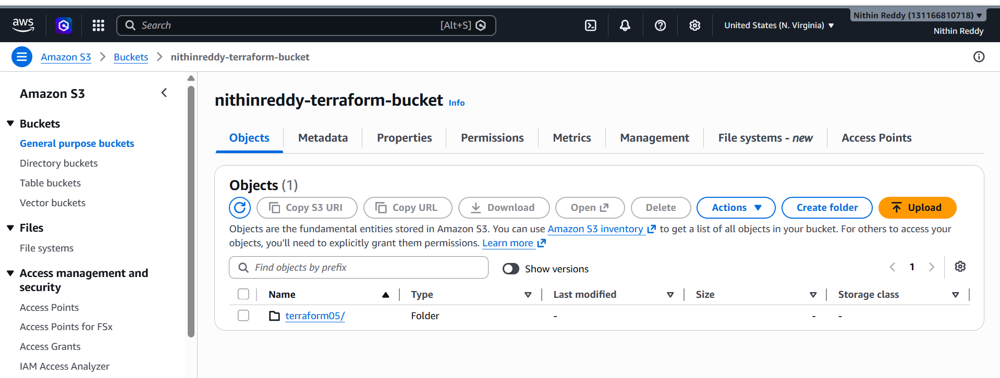 aws
Search [Alt+S]
United States (N. Virginia) ▼
Nithin Reddy (131166810718) ▼
Nithin Reddy
Amazon S3 > Buckets > nithinreddy-terraform-bucket
Amazon S3
Buckets
General purpose buckets
Directory buckets
Table buckets
Vector buckets
Files
File systems
Access management and
security
Access Points
Access Points for FSx
Access Grants
IAM Access Analyzer
nithinreddy-terraform-bucket Info
Objects Metadata Properties Permissions Metrics Management File systems - new Access Points
Objects (1)
Copy S3 URI Copy URL Download Open Delete Actions Create folder Upload
Objects are the fundamental entities stored in Amazon S3. You can use Amazon S3 inventory to get a list of all objects in your bucket. For others to access your
objects, you'll need to explicitly grant them permissions. Learn more
Find objects by prefix Show versions 1
Name Type Last modified Size Storage class
terraform05/ Folder - - -